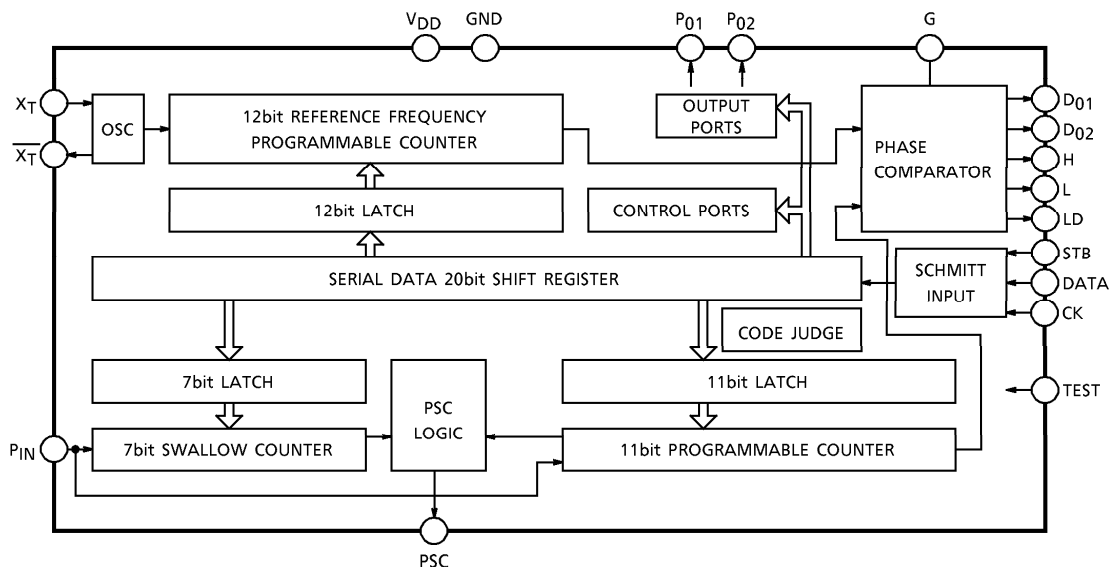 VDD GND P01 P02 G
XT
OSC
12bit REFERENCE FREQUENCY
PROGRAMMABLE COUNTER
OUTPUT
PORTS
PHASE
COMPARATOR
D01
D02
H
L
LD
X̅T̅
12bit LATCH
CONTROL PORTS
SERIAL DATA 20bit SHIFT REGISTER
SCHMITT
INPUT
STB
DATA
CK
CODE JUDGE
7bit LATCH
PSC
LOGIC
11bit LATCH
TEST
PIN
7bit SWALLOW COUNTER
11bit PROGRAMMABLE COUNTER
PSC